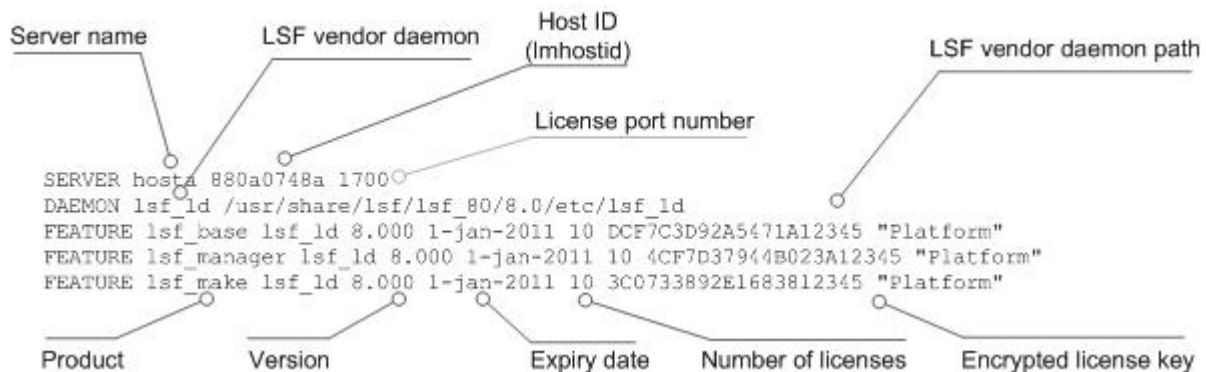 Server name
LSF vendor daemon
Host ID
(lmhostid)
LSF vendor daemon path
License port number
SERVER hosta 880a0748a 1700
DAEMON lsf_ld /usr/share/lsf/lsf_80/8.0/etc/lsf_ld
FEATURE lsf_base lsf_ld 8.000 1-jan-2011 10 DCF7C3D92A5471A12345 "Platform"
FEATURE lsf_manager lsf_ld 8.000 1-jan-2011 10 4CF7D37944B023A12345 "Platform"
FEATURE lsf_make lsf_ld 8.000 1-jan-2011 10 3C0733892E1683812345 "Platform"
Product
Version
Expiry date
Number of licenses
Encrypted license key